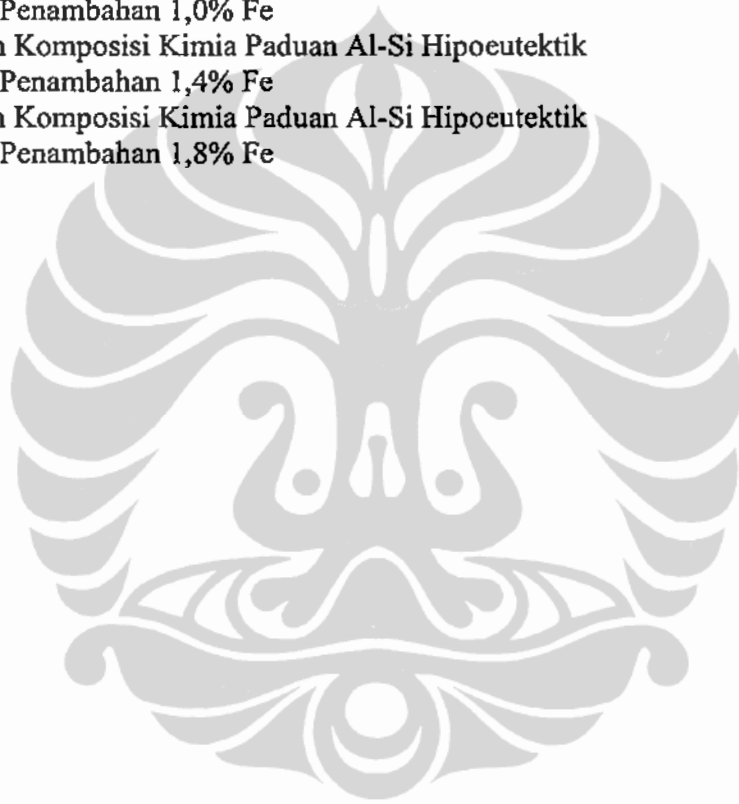 Penambahan 1,0% Fe
Komposisi Kimia Paduan Al-Si Hipoeutektik
Penambahan 1,4% Fe
Komposisi Kimia Paduan Al-Si Hipoeutektik
Penambahan 1,8% Fe